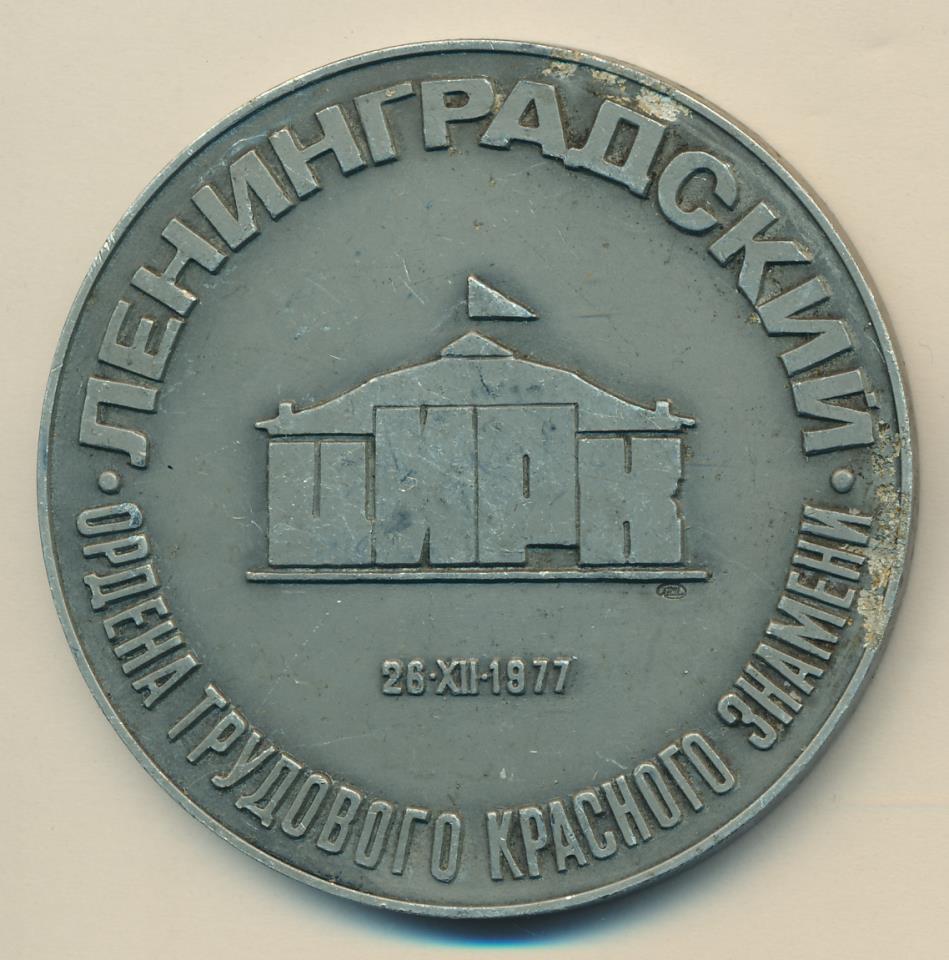 ЛЕНИНГРАДСКИЙ
ЦИРК
26·XII·1977
·ОРДЕНА ТРУДОВОГО КРАСНОГО ЗНАМЕНИ·